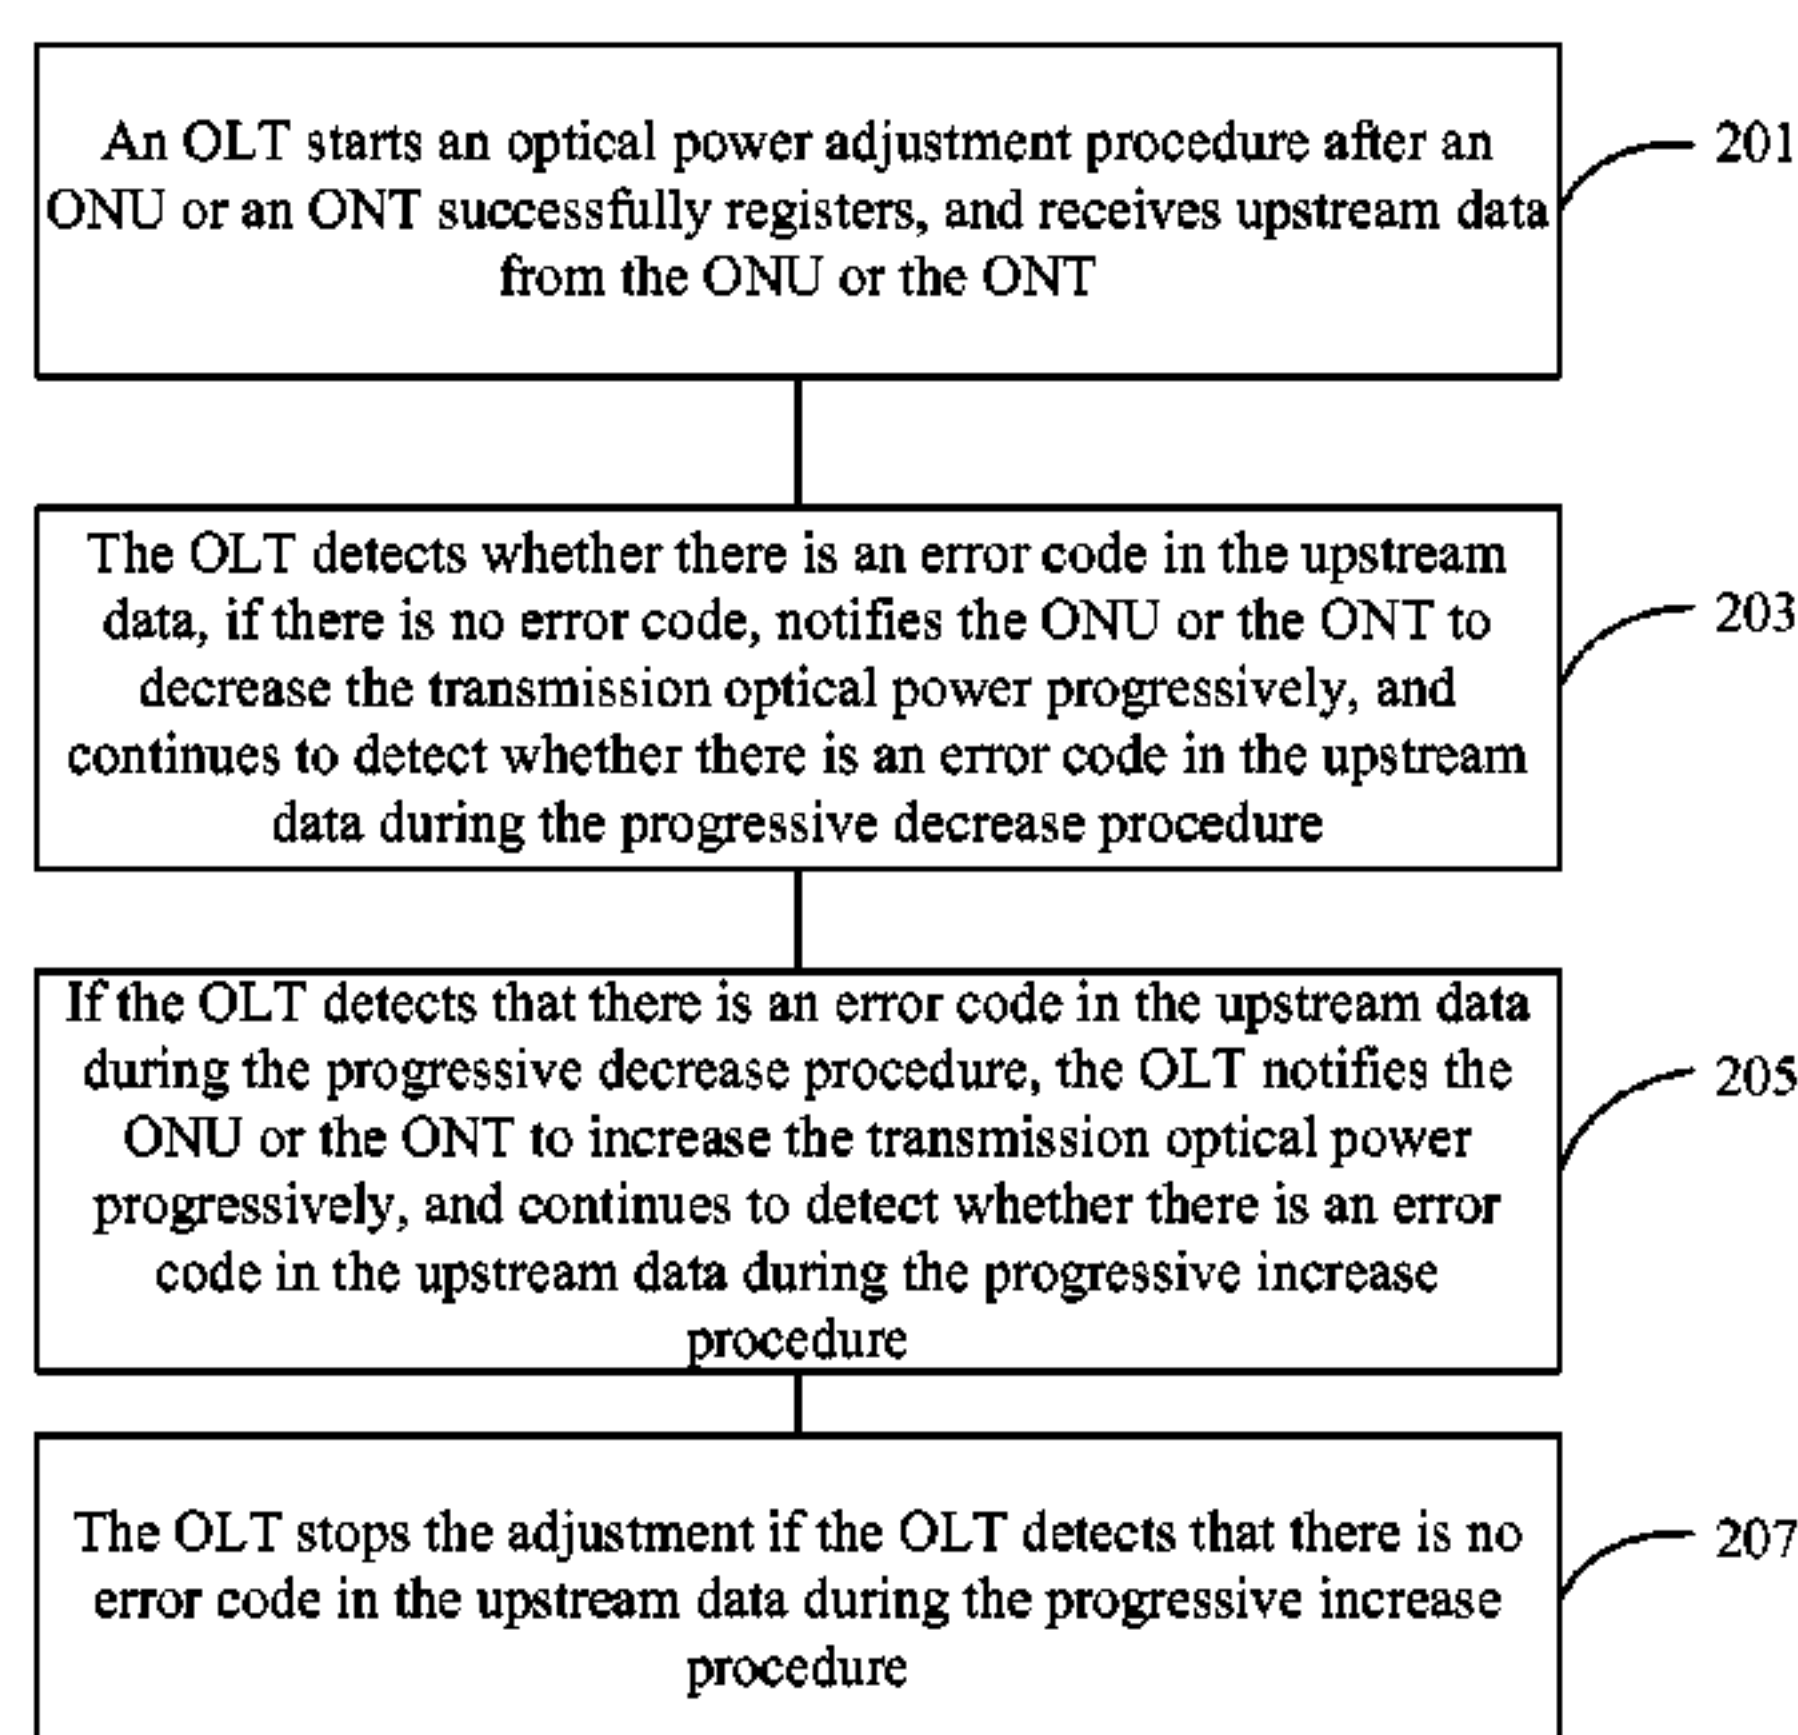 An OLT starts an optical power adjustment procedure after an
ONU or an ONT successfully registers, and receives upstream data
from the ONU or the ONT
201
The OLT detects whether there is an error code in the upstream
data, if there is no error code, notifies the ONU or the ONT to
decrease the transmission optical power progressively, and
continues to detect whether there is an error code in the upstream
data during the progressive decrease procedure
203
If the OLT detects that there is an error code in the upstream data
during the progressive decrease procedure, the OLT notifies the
ONU or the ONT to increase the transmission optical power
progressively, and continues to detect whether there is an error
code in the upstream data during the progressive increase
procedure
205
The OLT stops the adjustment if the OLT detects that there is no
error code in the upstream data during the progressive increase
procedure
207